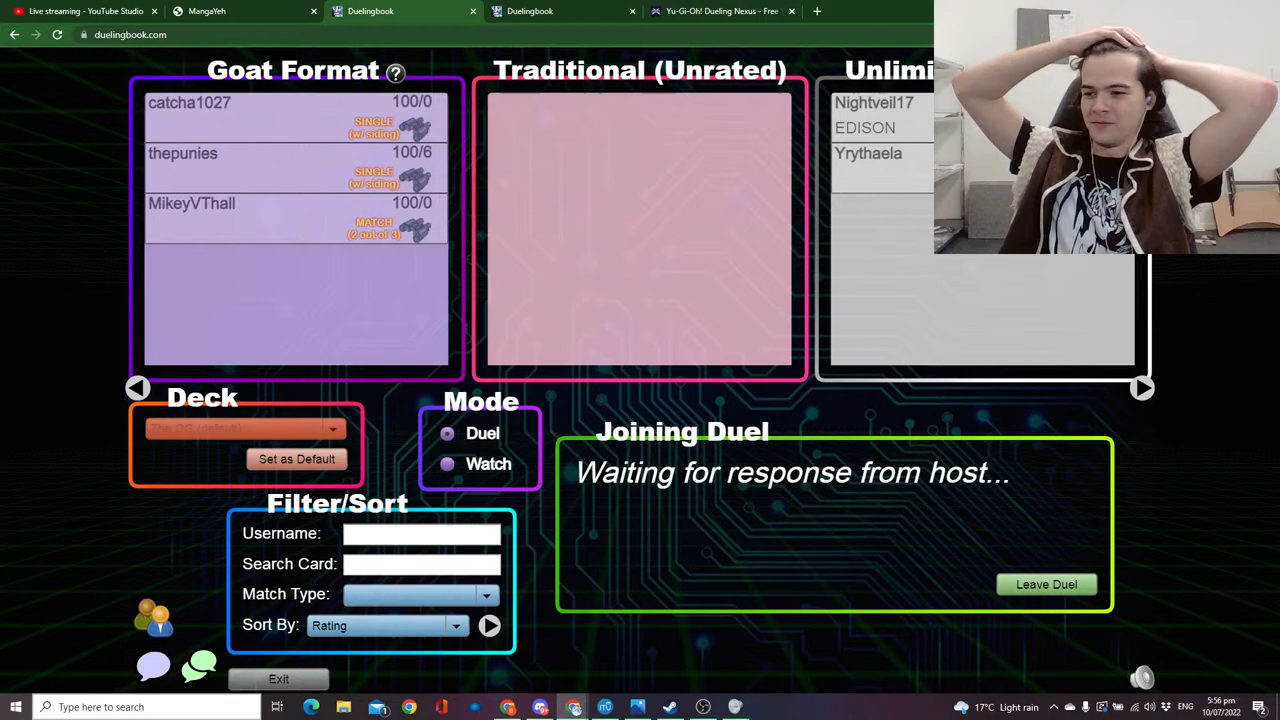 Live streaming - YouTube Studio
MangaYeh
Duelingbook
Duelingbook
Yu-Gi-Oh! Dueling Nexus - Free
duelingbook.com
Goat Format ?
Traditional (Unrated)
Unlimi
catcha1027 100/0
SINGLE
(w/ siding)
thepunies 100/6
SINGLE
(w/ siding)
MikeyVThall 100/0
MATCH
(2 out of 3)
Nightveil17
EDISON
Yrythaela
Deck
The OG (default)
Set as Default
Mode
Duel
Watch
Joining Duel
Waiting for response from host...
Leave Duel
Filter/Sort
Username:
Search Card:
Match Type:
Sort By: Rating
Exit
Type here to search
17°C Light rain
ENG
5:56 pm
10/07/2022